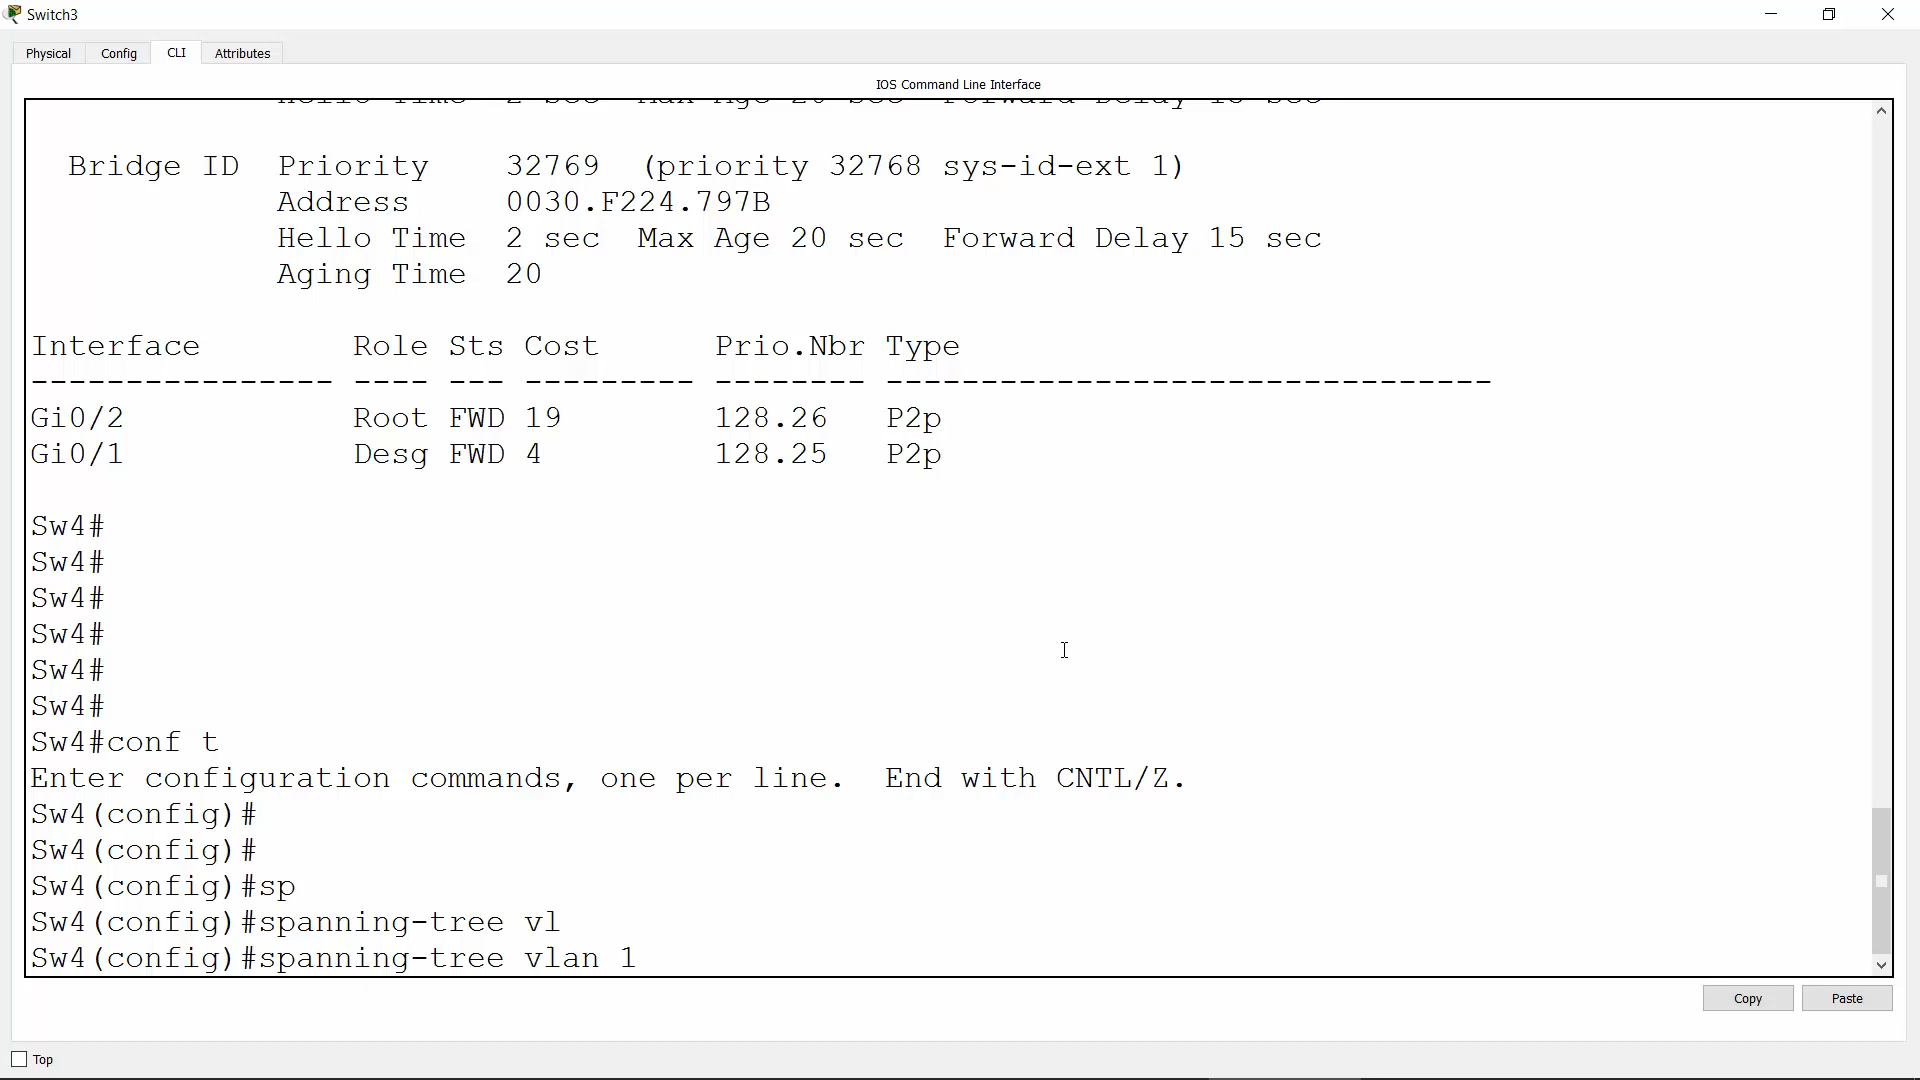 Switch3
Physical Config CLI Attributes
IOS Command Line Interface
Hello Time  2 sec  Max Age 20 sec  Forward Delay 15 sec
Bridge ID  Priority    32769  (priority 32768 sys-id-ext 1)
Address     0030.F224.797B
Hello Time  2 sec  Max Age 20 sec  Forward Delay 15 sec
Aging Time  20
Interface        Role Sts Cost      Prio.Nbr Type
---------------- ---- --- --------- -------- --------------------------------
Gi0/2            Root FWD 19        128.26   P2p
Gi0/1            Desg FWD 4         128.25   P2p
Sw4#
Sw4#
Sw4#
Sw4#
Sw4#
Sw4#
Sw4#conf t
Enter configuration commands, one per line.  End with CNTL/Z.
Sw4(config)#
Sw4(config)#
Sw4(config)#sp
Sw4(config)#spanning-tree vl
Sw4(config)#spanning-tree vlan 1
Copy Paste
Top